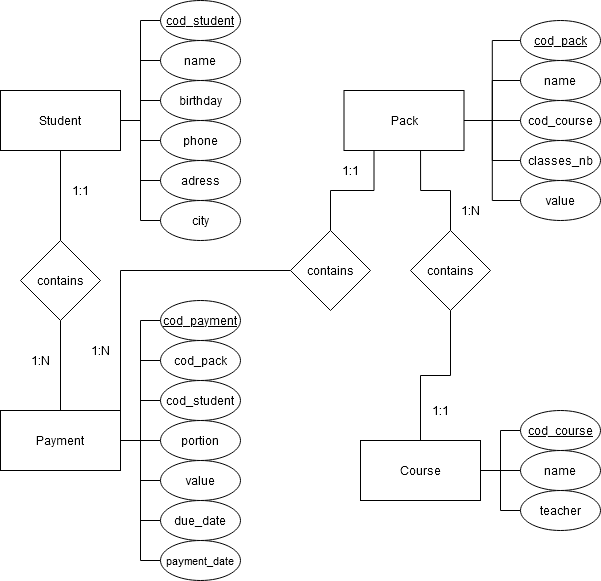 cod_student
name
birthday
phone
adress
city
Student
1:1
contains
1:N
cod_pack
name
cod_course
classes_nb
value
Pack
1:1
contains
1:N
1:N
contains
1:1
cod_payment
cod_pack
cod_student
portion
value
due_date
payment_date
Payment
Course
cod_course
name
teacher